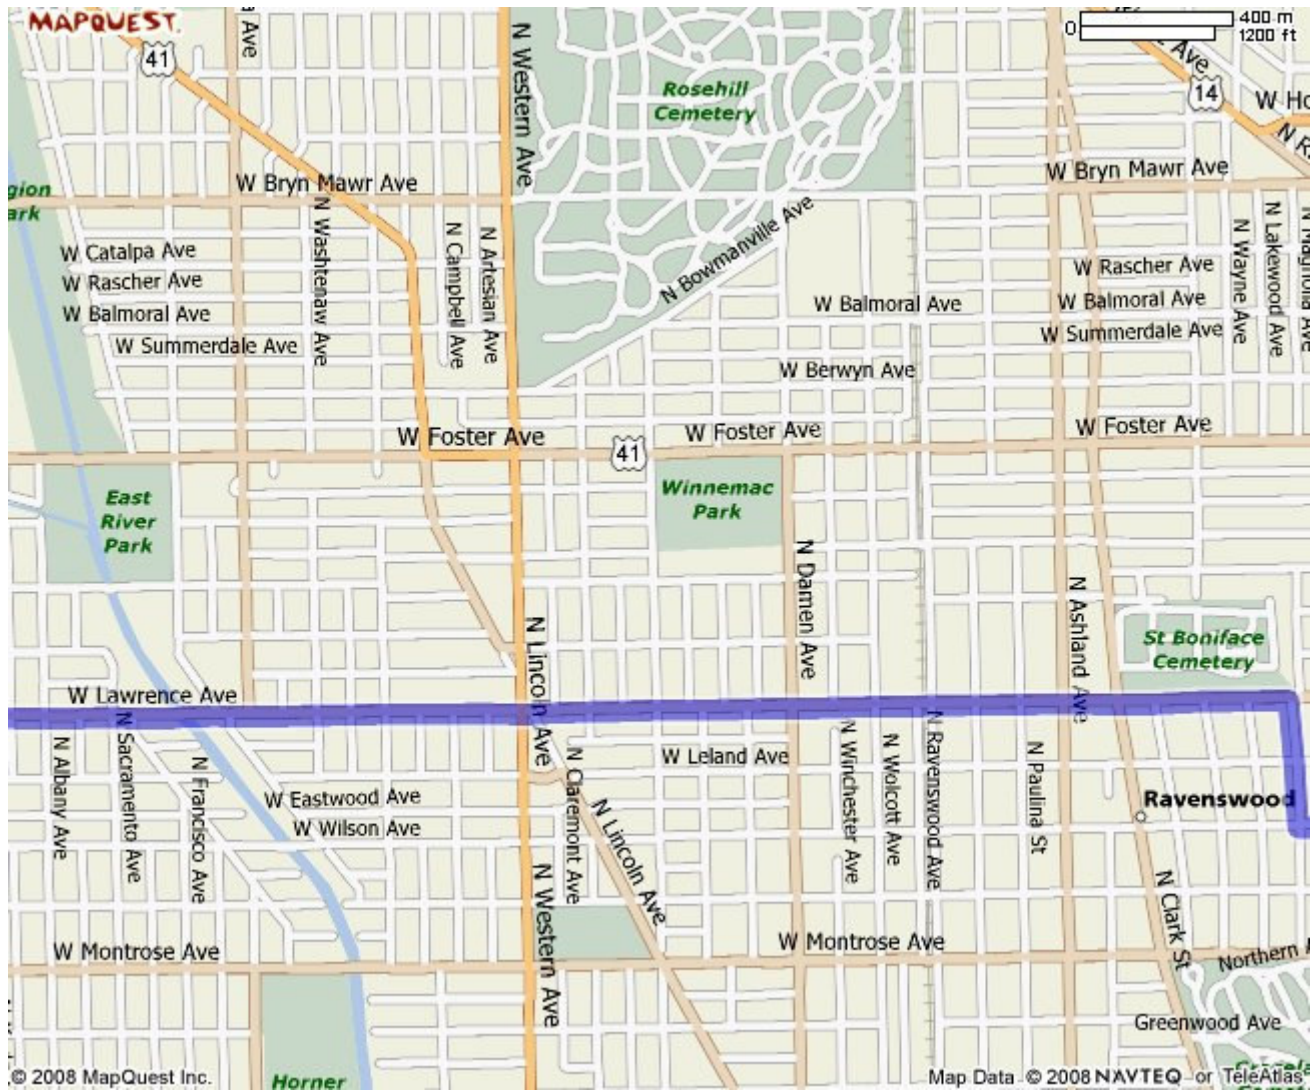 MAPQUEST.
41
Ave
N Western Ave
Rosehill
Cemetery
0
400 m
1200 ft
Ave
14
W Bryn Mawr Ave
W Bryn Mawr Ave
N Washtenaw Ave
N Campbell Ave
N Artesian Ave
N Bowmanville Ave
N Wayne Ave
N Lakewood Ave
N Magnolia Ave
W Catalpa Ave
W Rascher Ave
W Balmoral Ave
W Summerdale Ave
W Balmoral Ave
W Rascher Ave
W Balmoral Ave
W Summerdale Ave
W Berwyn Ave
W Foster Ave
41
W Foster Ave
W Foster Ave
East
River
Park
Winnemac
Park
N Damen Ave
N Ashland Ave
St Boniface
Cemetery
N Lincoln Ave
W Lawrence Ave
N Albany Ave
N Sacramento Ave
N Francisco Ave
W Eastwood Ave
W Wilson Ave
N Claremont Ave
N Lincoln Ave
W Leland Ave
N Winchester Ave
N Wolcott Ave
N Ravenswood Ave
N Paulina St
Ravenswood
N Western Ave
N Clark St
W Montrose Ave
W Montrose Ave
Northern
Greenwood Ave
Horner
© 2008 MapQuest Inc.
Map Data © 2008 NAVTEQ or TeleAtlas